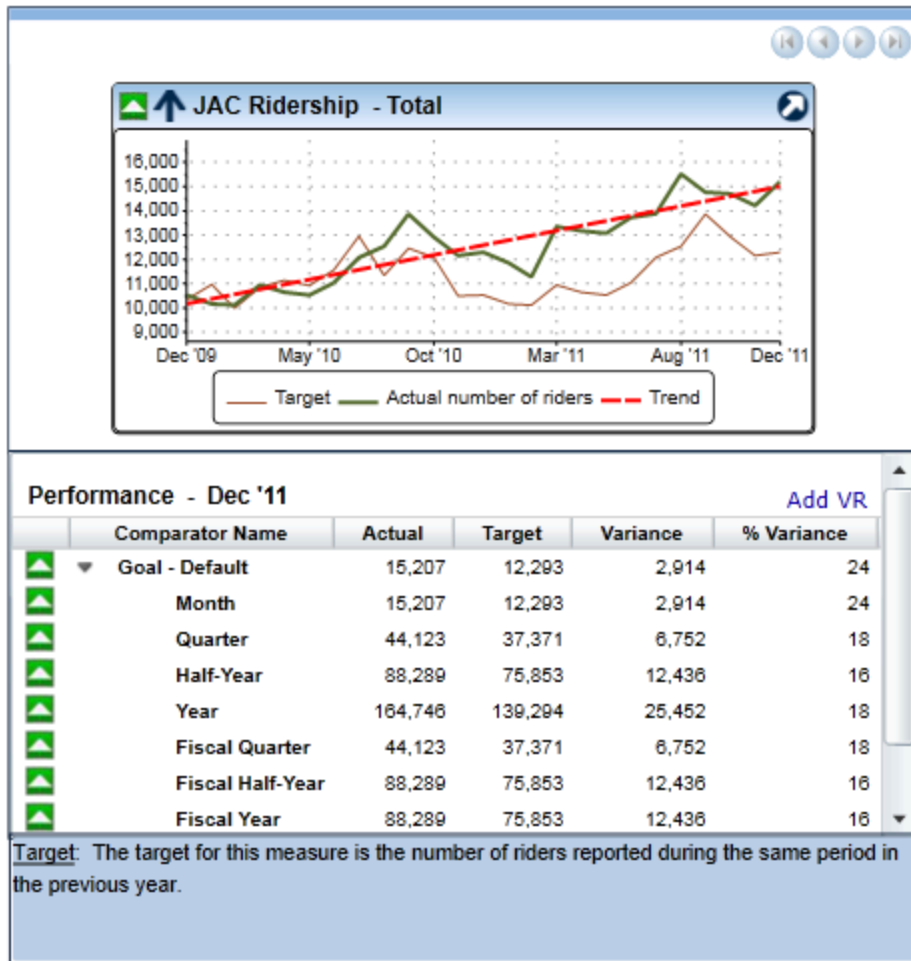 JAC Ridership - Total
16,000
15,000
14,000
13,000
12,000
11,000
10,000
9,000
Dec '09 May '10 Oct '10 Mar '11 Aug '11 Dec '11
Target Actual number of riders Trend
Performance - Dec '11
Add VR
Comparator Name Actual Target Variance % Variance
Goal - Default 15,207 12,293 2,914 24
Month 15,207 12,293 2,914 24
Quarter 44,123 37,371 6,752 18
Half-Year 88,289 75,853 12,436 16
Year 164,746 139,294 25,452 18
Fiscal Quarter 44,123 37,371 6,752 18
Fiscal Half-Year 88,289 75,853 12,436 16
Fiscal Year 88,289 75,853 12,436 16
Target: The target for this measure is the number of riders reported during the same period in
the previous year.